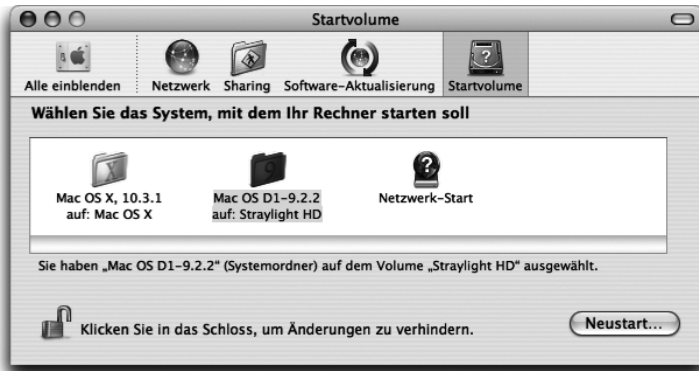 Startvolume
Alle einblenden Netzwerk Sharing Software-Aktualisierung Startvolume
Wählen Sie das System, mit dem Ihr Rechner starten soll
Mac OS X, 10.3.1 Mac OS D1-9.2.2 Netzwerk-Start
auf: Mac OS X auf: Straylight HD
Sie haben „Mac OS D1-9.2.2“ (Systemordner) auf dem Volume „Straylight HD“ ausgewählt.
Klicken Sie in das Schloss, um Änderungen zu verhindern. Neustart...